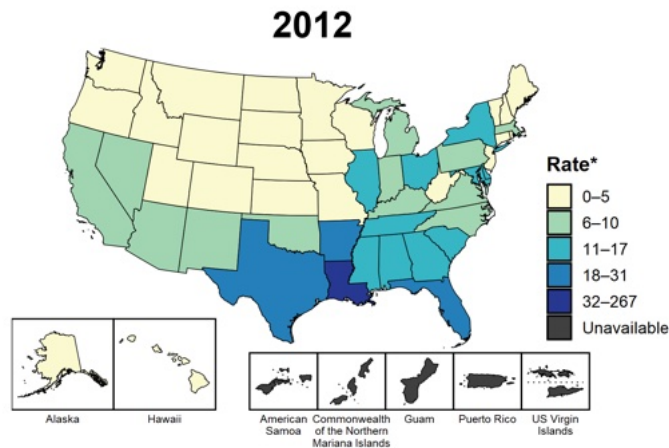 2012
Rate*
0–5
6–10
11–17
18–31
32–267
Unavailable
Alaska
Hawaii
American
Samoa
Commonwealth
of the Northern
Mariana Islands
Guam
Puerto Rico
US Virgin
Islands